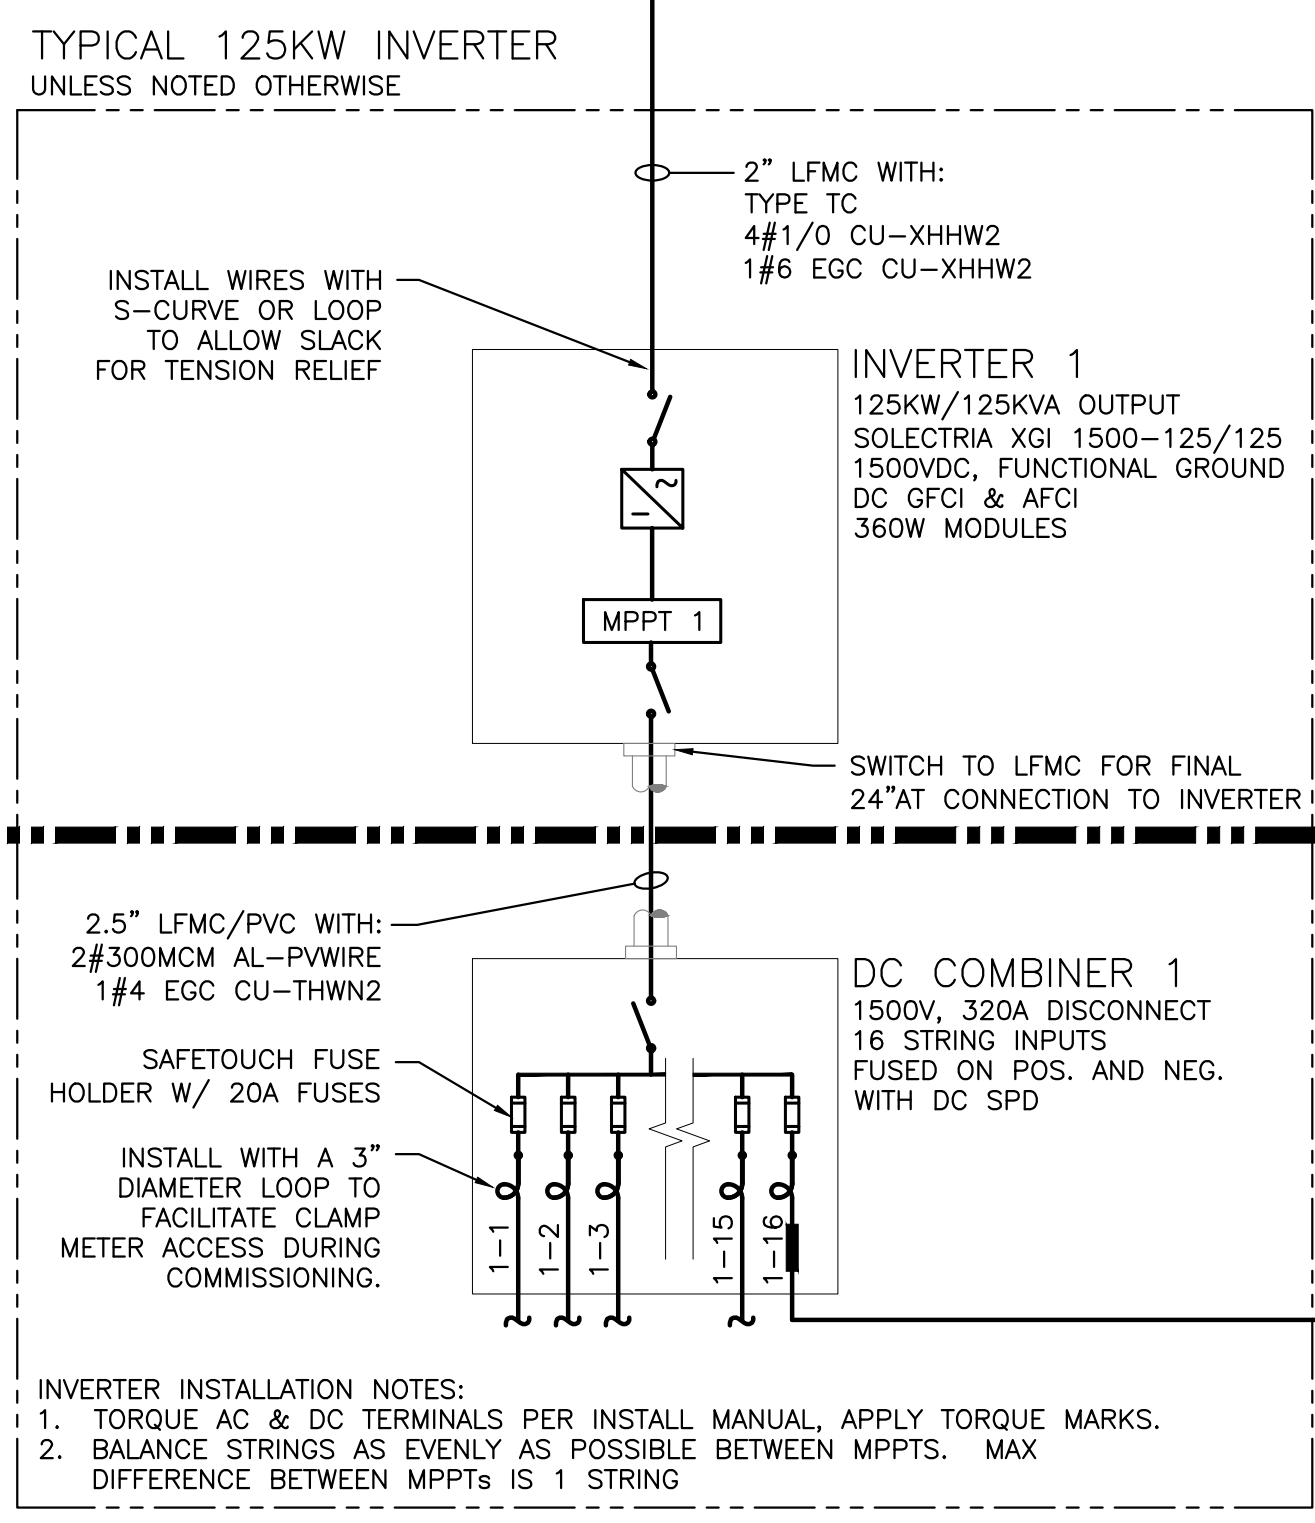 TYPICAL 125KW INVERTER
UNLESS NOTED OTHERWISE
2" LFMC WITH:
TYPE TC
4#1/0 CU-XHHW2
1#6 EGC CU-XHHW2
INSTALL WIRES WITH
S-CURVE OR LOOP
TO ALLOW SLACK
FOR TENSION RELIEF
INVERTER 1
125KW/125KVA OUTPUT
SOLECTRIA XGI 1500-125/125
1500VDC, FUNCTIONAL GROUND
DC GFCI & AFCI
360W MODULES
MPPT 1
SWITCH TO LFMC FOR FINAL
24"AT CONNECTION TO INVERTER
2.5" LFMC/PVC WITH:
2#300MCM AL-PVWIRE
1#4 EGC CU-THWN2
DC COMBINER 1
1500V, 320A DISCONNECT
16 STRING INPUTS
FUSED ON POS. AND NEG.
WITH DC SPD
SAFETOUCH FUSE
HOLDER W/ 20A FUSES
INSTALL WITH A 3"
DIAMETER LOOP TO
FACILITATE CLAMP
METER ACCESS DURING
COMMISSIONING.
1-1
1-2
1-3
1-15
1-16
INVERTER INSTALLATION NOTES:
1. TORQUE AC & DC TERMINALS PER INSTALL MANUAL, APPLY TORQUE MARKS.
2. BALANCE STRINGS AS EVENLY AS POSSIBLE BETWEEN MPPTS. MAX
DIFFERENCE BETWEEN MPPTs IS 1 STRING